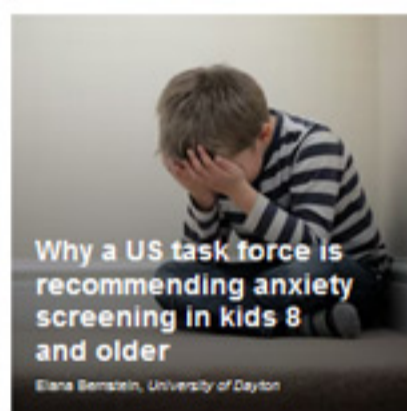 Why a US task force is
recommending anxiety
screening in kids 8
and older
Elana Bernstein, University of Dayton